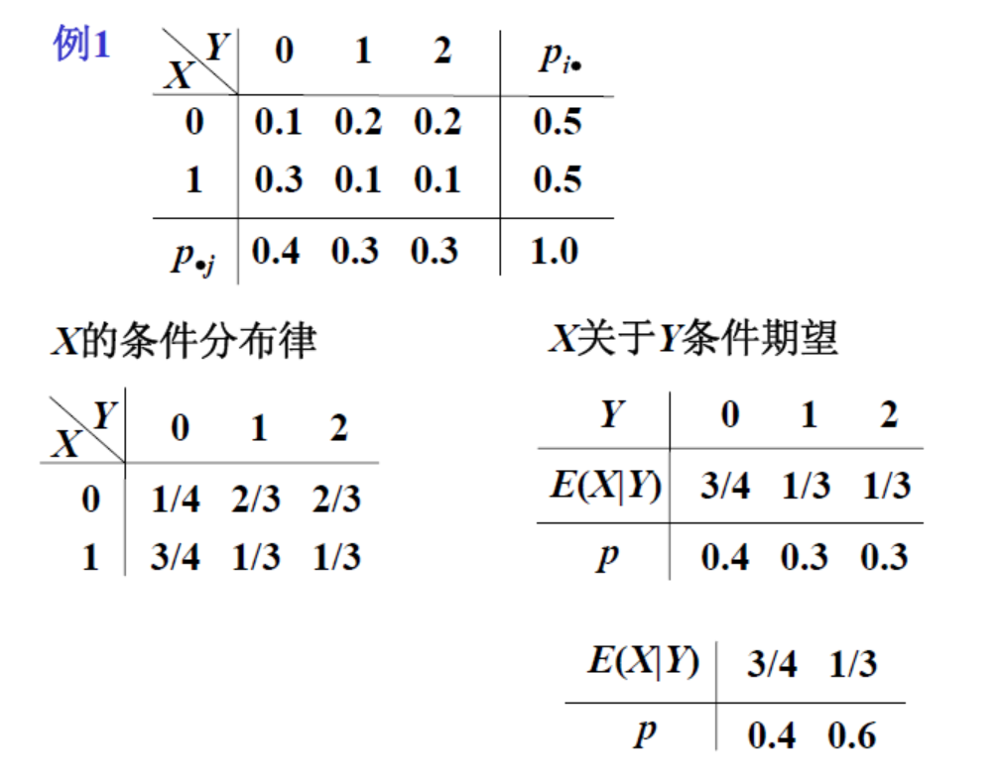 例1
Y 0 1 2 pi•
X
0 0.1 0.2 0.2 0.5
1 0.3 0.1 0.1 0.5
p•j 0.4 0.3 0.3 1.0
X的条件分布律
Y 0 1 2
X
0 1/4 2/3 2/3
1 3/4 1/3 1/3
X关于Y条件期望
Y 0 1 2
E(X|Y) 3/4 1/3 1/3
p 0.4 0.3 0.3
E(X|Y) 3/4 1/3
p 0.4 0.6